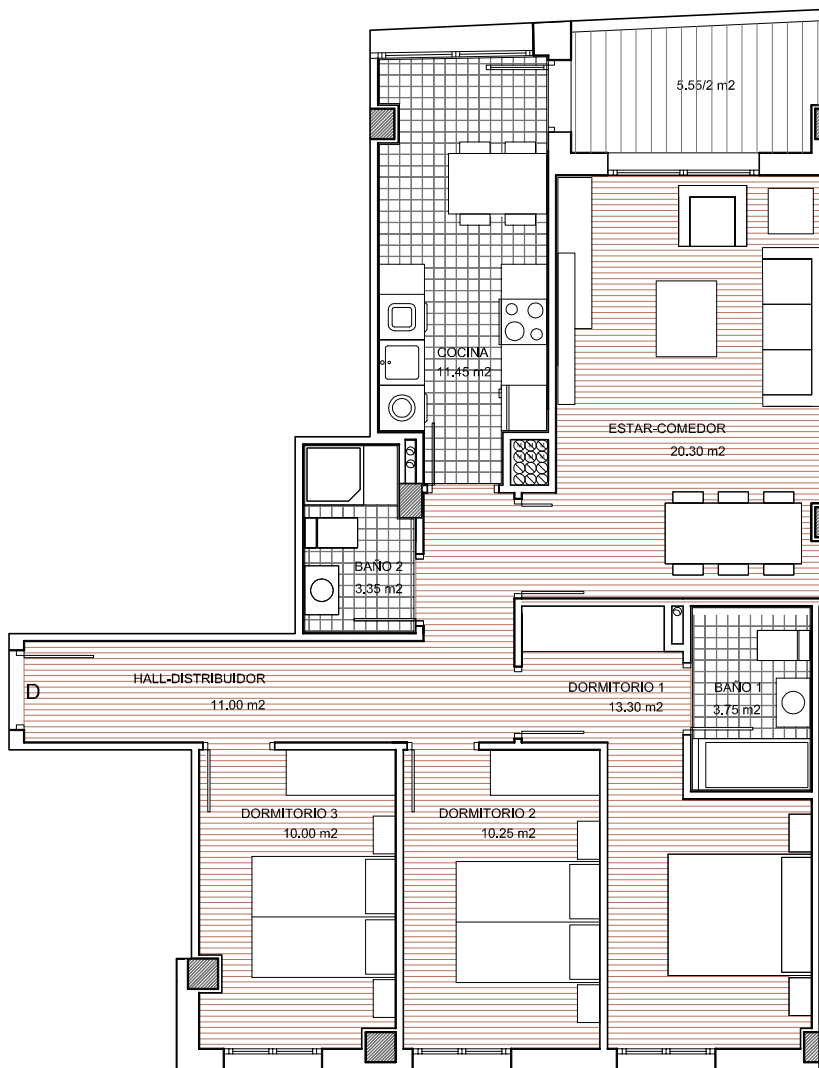 5.55/2 m2
COCINA
11.45 m2
ESTAR-COMEDOR
20.30 m2
BAÑO 2
3.35 m2
HALL-DISTRIBUIDOR
11.00 m2
D
DORMITORIO 1
13.30 m2
BAÑO 1
3.75 m2
DORMITORIO 3
10.00 m2
DORMITORIO 2
10.25 m2